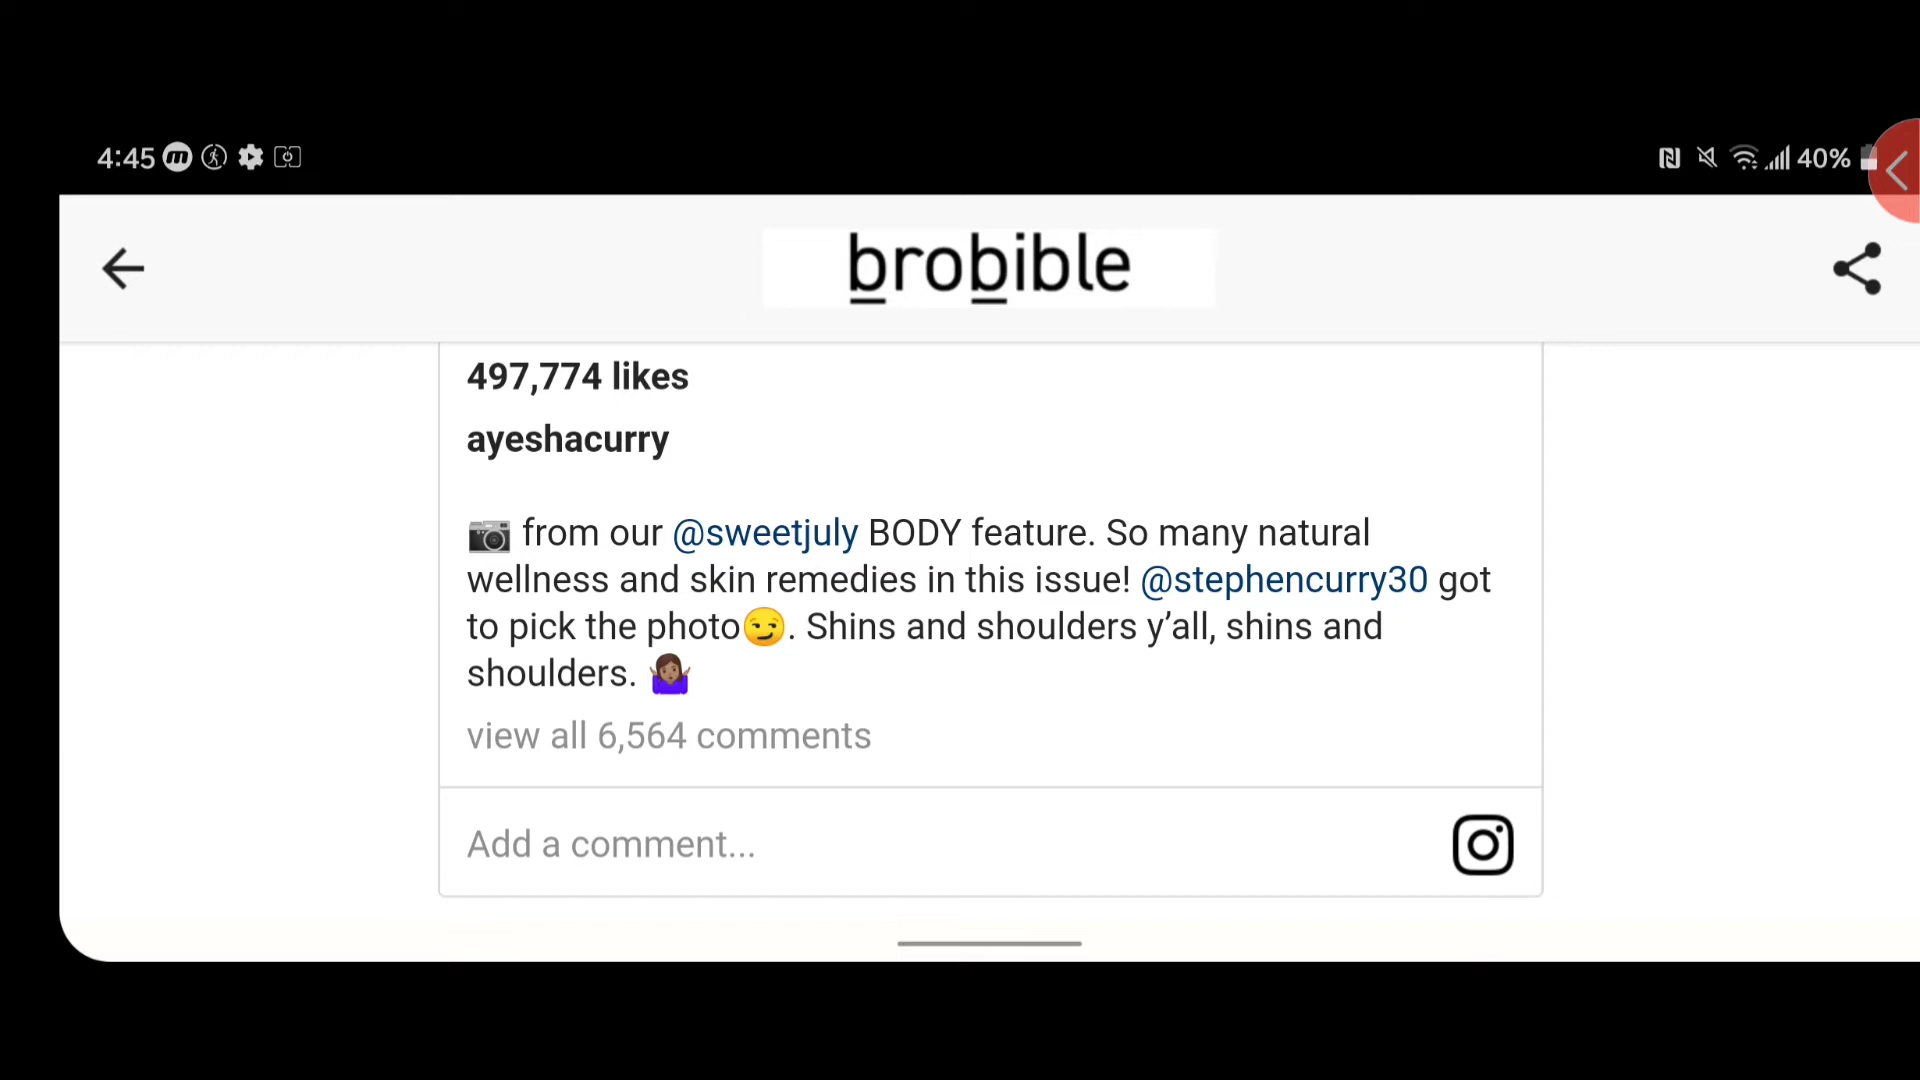 4:45
40%
brobible
497,774 likes
ayeshacurry
📷 from our @sweetjuly BODY feature. So many natural
wellness and skin remedies in this issue! @stephencurry30 got
to pick the photo😏. Shins and shoulders y’all, shins and
shoulders. 🤷🏽‍♀️
view all 6,564 comments
Add a comment...